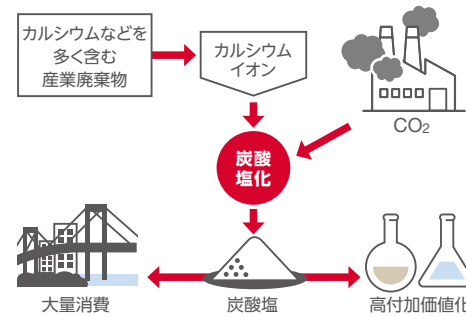 カルシウムなどを
多く含む
産業廃棄物
カルシウム
イオン
CO₂
炭酸
塩化
大量消費
炭酸塩
高付加価値化